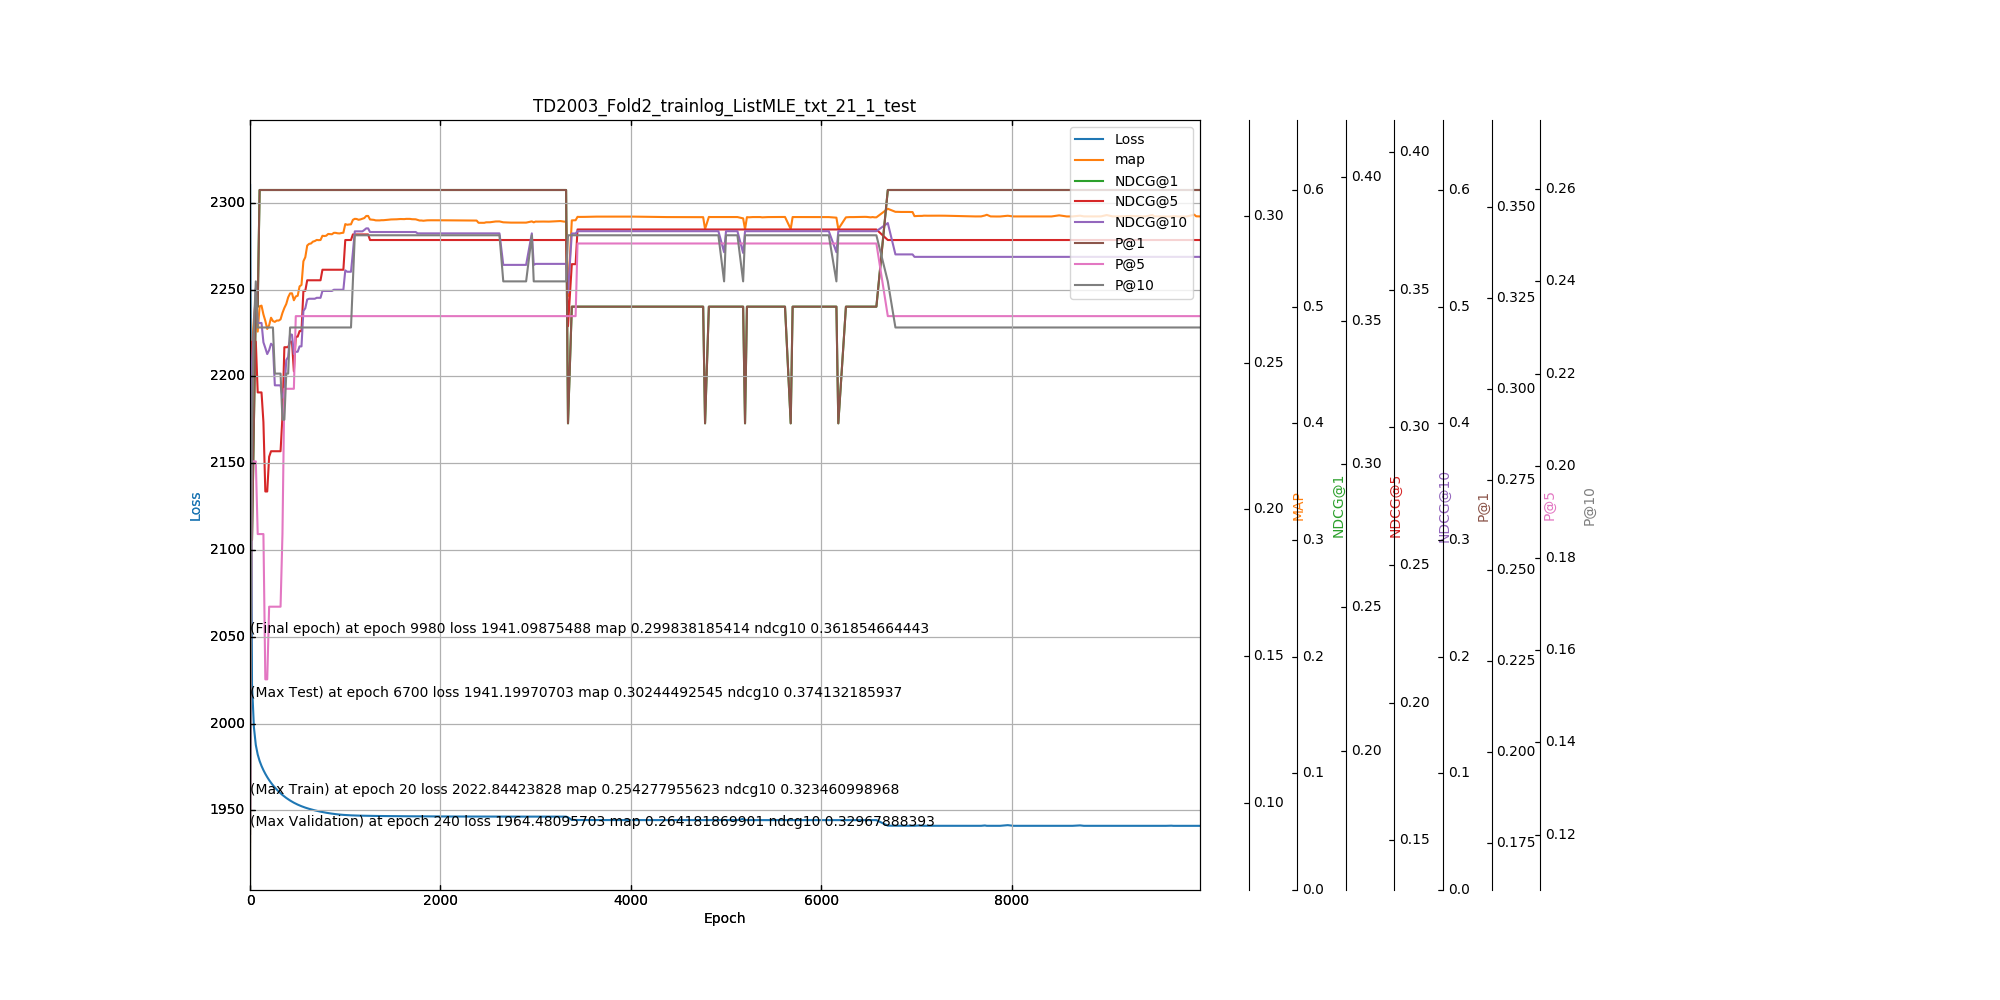 TD2003_Fold2_trainlog_ListMLE_txt_21_1_test
Loss
map
NDCG@1
NDCG@5
NDCG@10
P@1
P@5
P@10
2300
2250
2200
2150
2100
2050
2000
1950
Loss
(Final epoch) at epoch 9980 loss 1941.09875488 map 0.299838185414 ndcg10 0.361854664443
(Max Test) at epoch 6700 loss 1941.19970703 map 0.30244492545 ndcg10 0.374132185937
(Max Train) at epoch 20 loss 2022.84423828 map 0.254277955623 ndcg10 0.323460998968
(Max Validation) at epoch 240 loss 1964.48095703 map 0.264181869901 ndcg10 0.32967888393
0 2000 4000 6000 8000
Epoch
0.30
0.25
0.20
0.15
0.10
MAP
0.6
0.5
0.4
0.3
0.2
0.1
0.0
NDCG@1
0.40
0.35
0.30
0.25
0.20
NDCG@5
0.40
0.35
0.30
0.25
0.20
0.15
NDCG@10
0.6
0.5
0.4
0.3
0.2
0.1
0.0
P@1
0.350
0.325
0.300
0.275
0.250
0.225
0.200
0.175
P@5
0.26
0.24
0.22
0.20
0.18
0.16
0.14
0.12
P@10